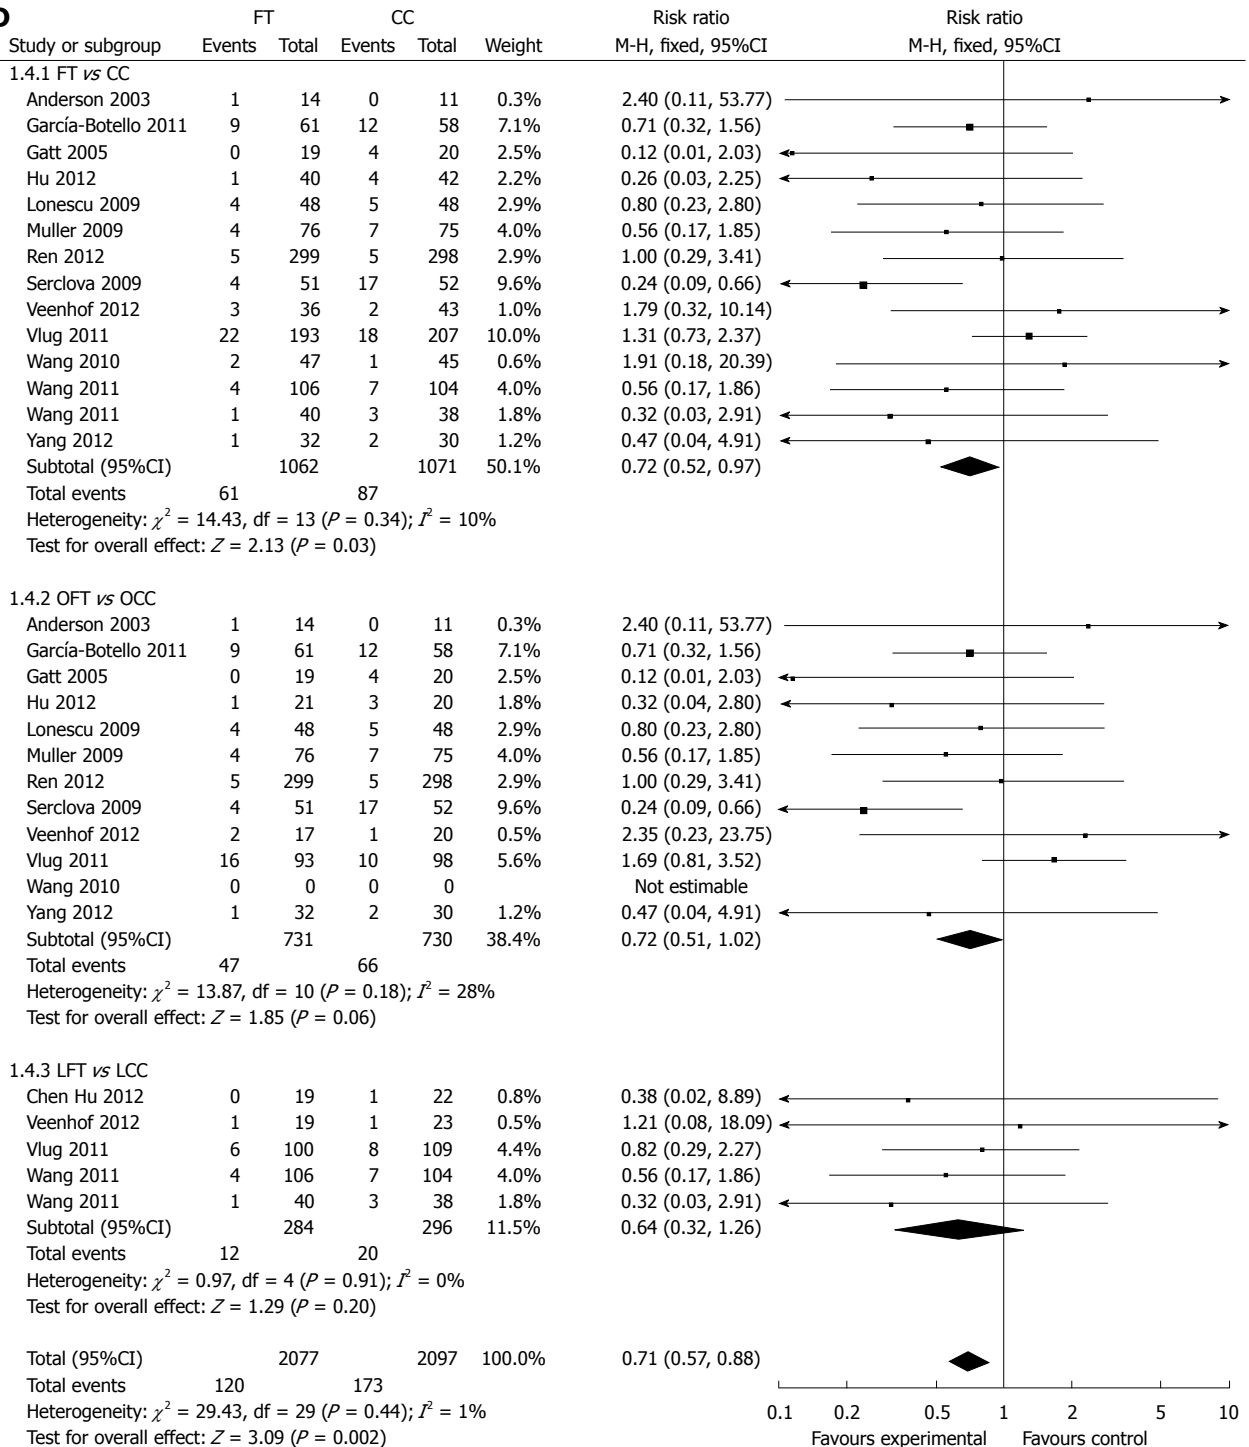 D
FT CC Risk ratio Risk ratio
Study or subgroup Events Total Events Total Weight M-H, fixed, 95%CI M-H, fixed, 95%CI
1.4.1 FT vs CC
Anderson 2003 1 14 0 11 0.3% 2.40 (0.11, 53.77)
García-Botello 2011 9 61 12 58 7.1% 0.71 (0.32, 1.56)
Gatt 2005 0 19 4 20 2.5% 0.12 (0.01, 2.03)
Hu 2012 1 40 4 42 2.2% 0.26 (0.03, 2.25)
Lonescu 2009 4 48 5 48 2.9% 0.80 (0.23, 2.80)
Muller 2009 4 76 7 75 4.0% 0.56 (0.17, 1.85)
Ren 2012 5 299 5 298 2.9% 1.00 (0.29, 3.41)
Serclova 2009 4 51 17 52 9.6% 0.24 (0.09, 0.66)
Veenhof 2012 3 36 2 43 1.0% 1.79 (0.32, 10.14)
Vlug 2011 22 193 18 207 10.0% 1.31 (0.73, 2.37)
Wang 2010 2 47 1 45 0.6% 1.91 (0.18, 20.39)
Wang 2011 4 106 7 104 4.0% 0.56 (0.17, 1.86)
Wang 2011 1 40 3 38 1.8% 0.32 (0.03, 2.91)
Yang 2012 1 32 2 30 1.2% 0.47 (0.04, 4.91)
Subtotal (95%CI) 1062 1071 50.1% 0.72 (0.52, 0.97)
Total events 61 87
Heterogeneity: χ² = 14.43, df = 13 (P = 0.34); I² = 10%
Test for overall effect: Z = 2.13 (P = 0.03)
1.4.2 OFT vs OCC
Anderson 2003 1 14 0 11 0.3% 2.40 (0.11, 53.77)
García-Botello 2011 9 61 12 58 7.1% 0.71 (0.32, 1.56)
Gatt 2005 0 19 4 20 2.5% 0.12 (0.01, 2.03)
Hu 2012 1 21 3 20 1.8% 0.32 (0.04, 2.80)
Lonescu 2009 4 48 5 48 2.9% 0.80 (0.23, 2.80)
Muller 2009 4 76 7 75 4.0% 0.56 (0.17, 1.85)
Ren 2012 5 299 5 298 2.9% 1.00 (0.29, 3.41)
Serclova 2009 4 51 17 52 9.6% 0.24 (0.09, 0.66)
Veenhof 2012 2 17 1 20 0.5% 2.35 (0.23, 23.75)
Vlug 2011 16 93 10 98 5.6% 1.69 (0.81, 3.52)
Wang 2010 0 0 0 0 Not estimable
Yang 2012 1 32 2 30 1.2% 0.47 (0.04, 4.91)
Subtotal (95%CI) 731 730 38.4% 0.72 (0.51, 1.02)
Total events 47 66
Heterogeneity: χ² = 13.87, df = 10 (P = 0.18); I² = 28%
Test for overall effect: Z = 1.85 (P = 0.06)
1.4.3 LFT vs LCC
Chen Hu 2012 0 19 1 22 0.8% 0.38 (0.02, 8.89)
Veenhof 2012 1 19 1 23 0.5% 1.21 (0.08, 18.09)
Vlug 2011 6 100 8 109 4.4% 0.82 (0.29, 2.27)
Wang 2011 4 106 7 104 4.0% 0.56 (0.17, 1.86)
Wang 2011 1 40 3 38 1.8% 0.32 (0.03, 2.91)
Subtotal (95%CI) 284 296 11.5% 0.64 (0.32, 1.26)
Total events 12 20
Heterogeneity: χ² = 0.97, df = 4 (P = 0.91); I² = 0%
Test for overall effect: Z = 1.29 (P = 0.20)
Total (95%CI) 2077 2097 100.0% 0.71 (0.57, 0.88)
Total events 120 173
Heterogeneity: χ² = 29.43, df = 29 (P = 0.44); I² = 1%
0.1 0.2 0.5 1 2 5 10
Test for overall effect: Z = 3.09 (P = 0.002)
Favours experimental Favours control